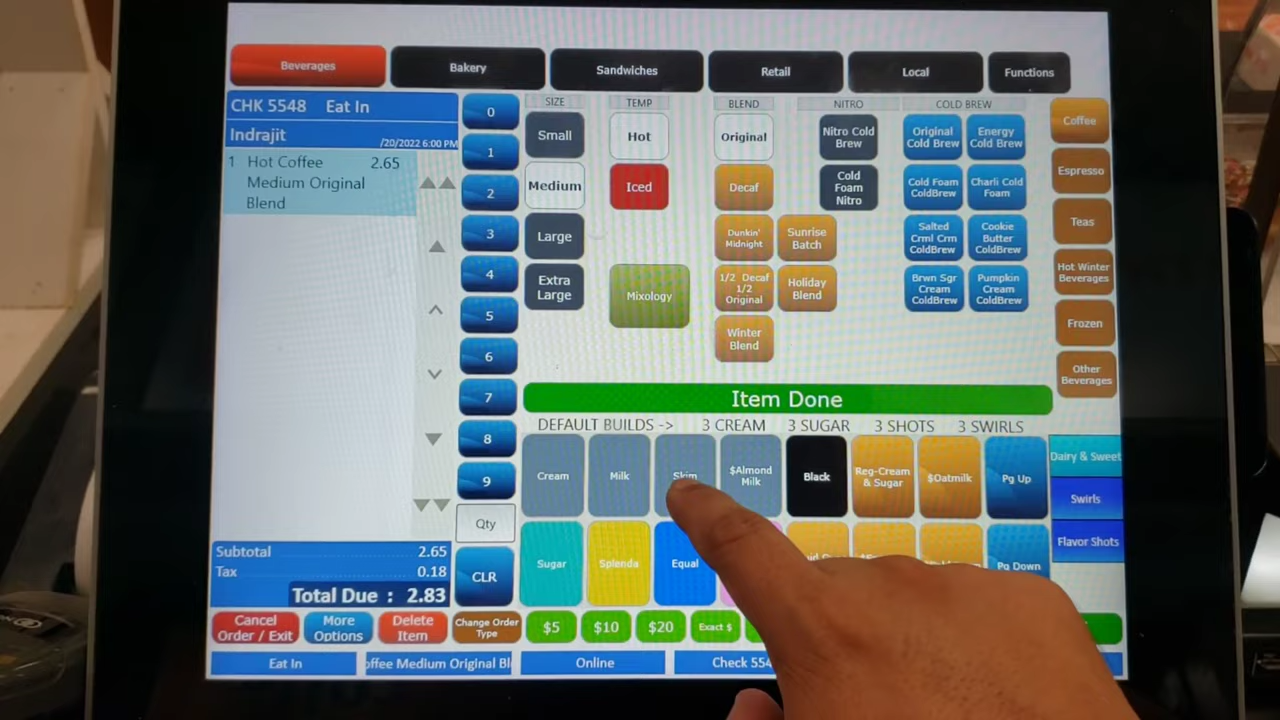 Beverages
Bakery
Sandwiches
Retail
Local
Functions
CHK 5548 Eat In
Indrajit
/20/2022 6:00 PM
1 Hot Coffee 2.65
Medium Original
Blend
0
1
2
3
4
5
6
7
8
9
Qty
CLR
SIZE
Small
Medium
Large
Extra
Large
TEMP
Hot
Iced
Mixology
BLEND
Original
Decaf
Dunkin'
Midnight
Sunrise
Batch
1/2 Decaf
1/2
Original
Holiday
Blend
Winter
Blend
NITRO
Nitro Cold
Brew
Cold
Foam
Nitro
COLD BREW
Original
Cold Brew
Energy
Cold Brew
Cold Foam
ColdBrew
Charli Cold
Foam
Salted
Crml Crm
ColdBrew
Cookie
Butter
ColdBrew
Brwn Sgr
Cream
ColdBrew
Pumpkin
Cream
ColdBrew
Coffee
Espresso
Teas
Hot Winter
Beverages
Frozen
Other
Beverages
Item Done
DEFAULT BUILDS -> 3 CREAM 3 SUGAR 3 SHOTS 3 SWIRLS
Cream
Milk
Skim
$Almond
Milk
Black
Reg-Cream
& Sugar
$Oatmilk
Pg Up
Dairy & Sweet
Swirls
Flavor Shots
Sugar
Splenda
Equal
Pg Down
Subtotal 2.65
Tax 0.18
Total Due : 2.83
Cancel
Order / Exit
More
Options
Delete
Item
Change Order
Type
$5
$10
$20
Exact $
Eat In
offee Medium Original Bl
Online
Check 554